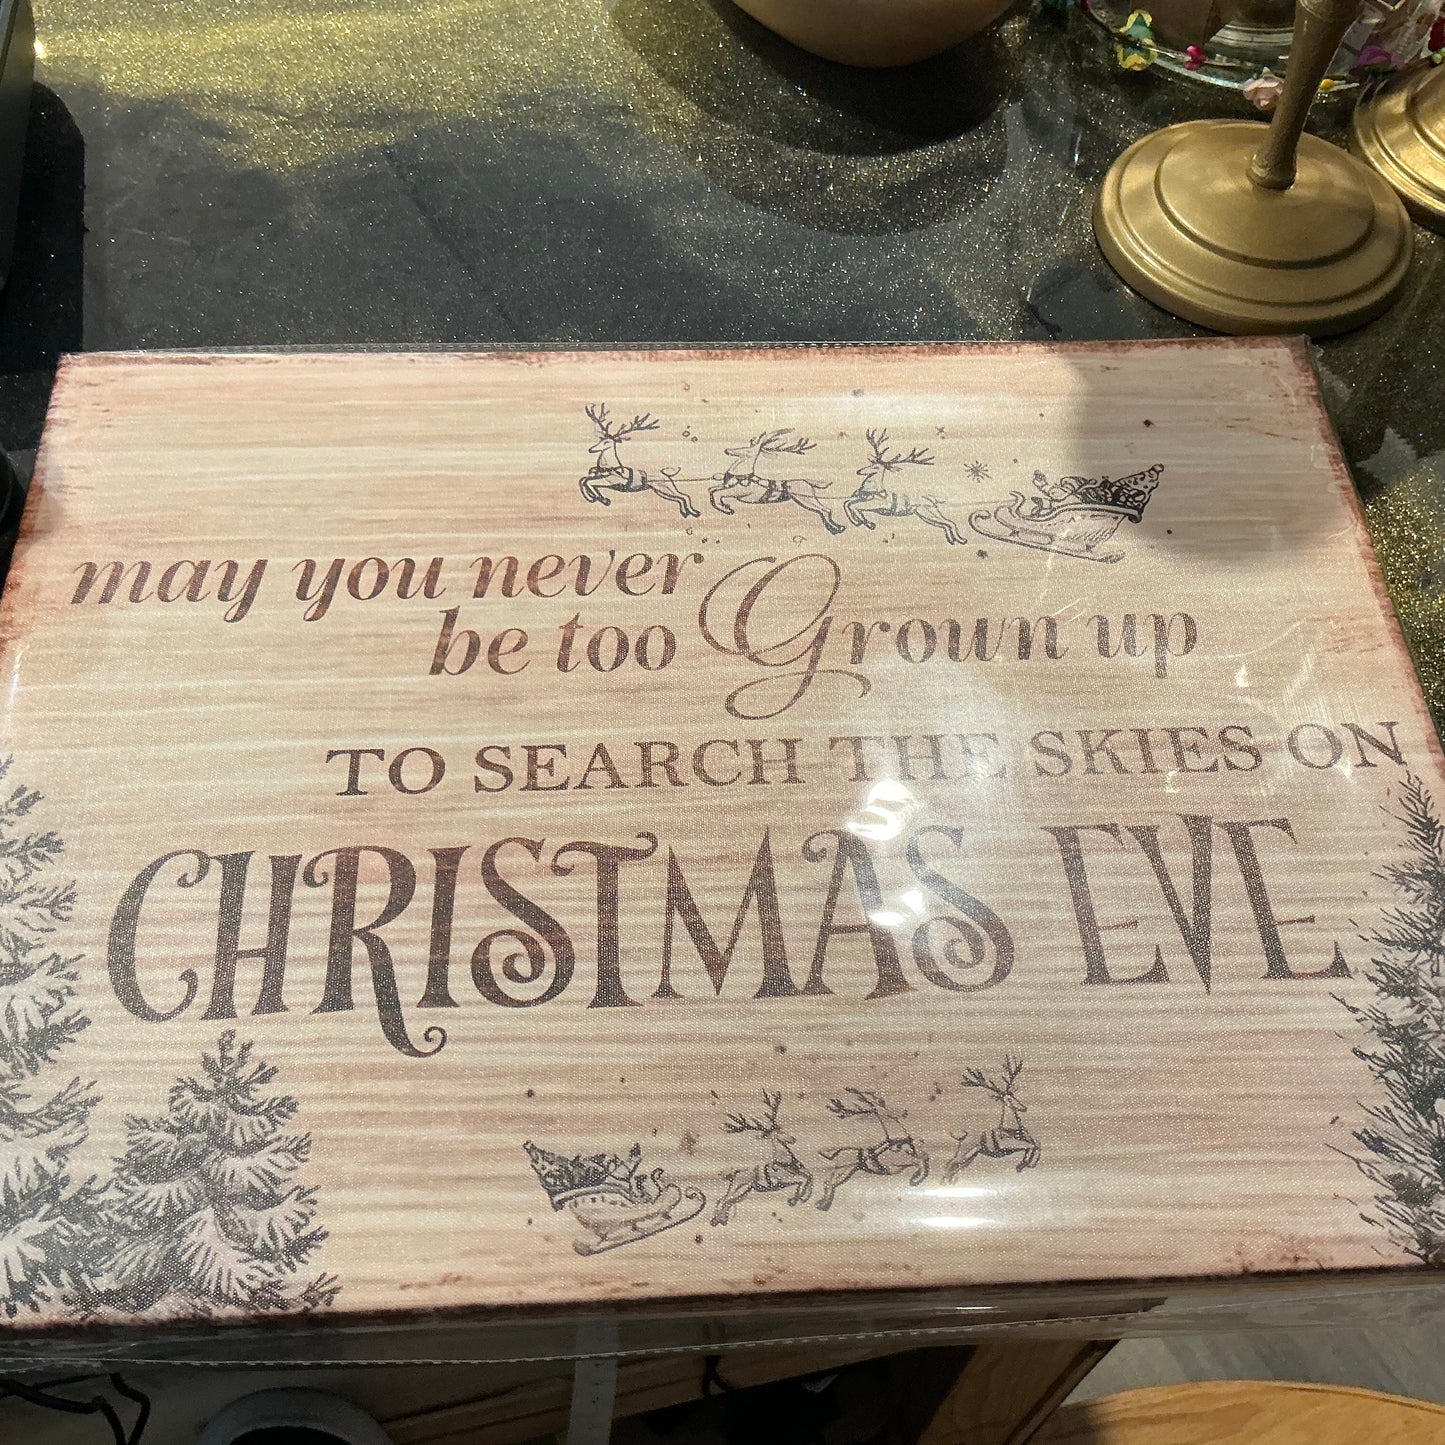 may you never
be too Grown up
TO SEARCH THE SKIES ON
CHRISTMAS EVE